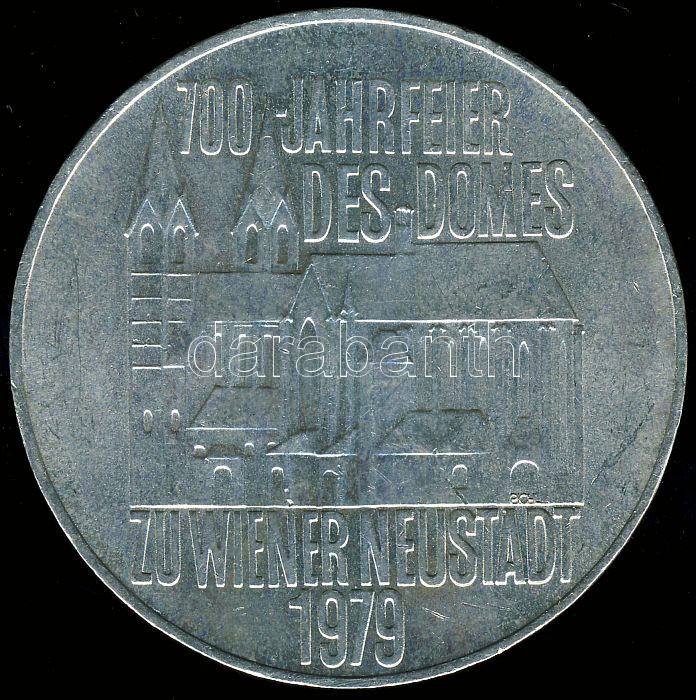 700-JAHRFEIER
DES DOMES
darabanth
ZU WIENER NEUSTADT
1979